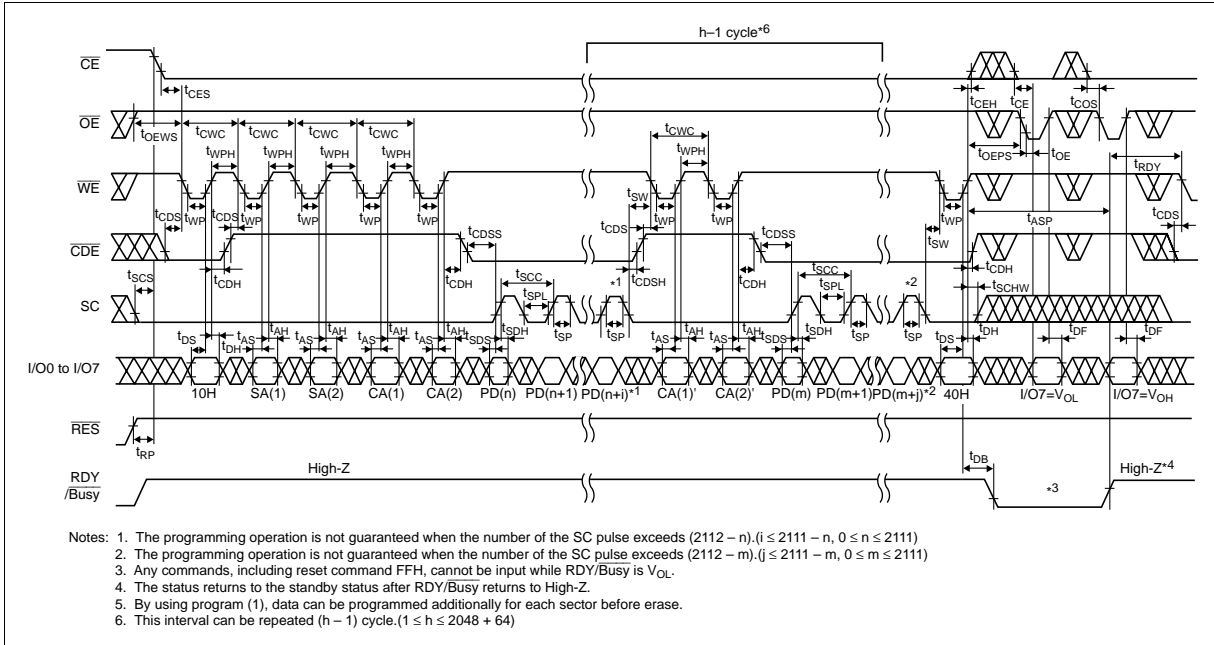 h–1 cycle*6
CE
tCES tCEH tCE tCOS
OE
tOEWS tCWC tCWC tCWC tCWC tCWC
tWPH tWPH tWPH tWPH tWPH tOEPS tOE tRDY
WE
tCDS tWP tCDS tWP tWP tWP tWP tSW tWP tWP tWP tASP
tCDS tCDSS tCDS tCDSS tSW tCDS
CDE
tSCS tCDH tCDH tSCC tCDSH tCDH tSCC tCDH
tSPL *1 tSPL *2 tSCHW
SC
tDS tDH tAS tAH tAS tAH tAS tAH tAS tAH tSDS tSDH tSP tSP tAS tAH tAS tAH tSDS tSDH tSP tSP tDS tDH tDF tDF
I/O0 to I/O7
10H SA(1) SA(2) CA(1) CA(2) PD(n) PD(n+1) PD(n+i)*1 CA(1)' CA(2)' PD(m) PD(m+1) PD(m+j)*2 40H I/O7=VOL I/O7=VOH
RES
tRP
RDY
/Busy
High-Z tDB *3 High-Z*4
Notes: 1. The programming operation is not guaranteed when the number of the SC pulse exceeds (2112 – n).(i ≤ 2111 – n, 0 ≤ n ≤ 2111)
2. The programming operation is not guaranteed when the number of the SC pulse exceeds (2112 – m).(j ≤ 2111 – m, 0 ≤ m ≤ 2111)
3. Any commands, including reset command FFH, cannot be input while RDY/Busy is VOL.
4. The status returns to the standby status after RDY/Busy returns to High-Z.
5. By using program (1), data can be programmed additionally for each sector before erase.
6. This interval can be repeated (h – 1) cycle.(1 ≤ h ≤ 2048 + 64)